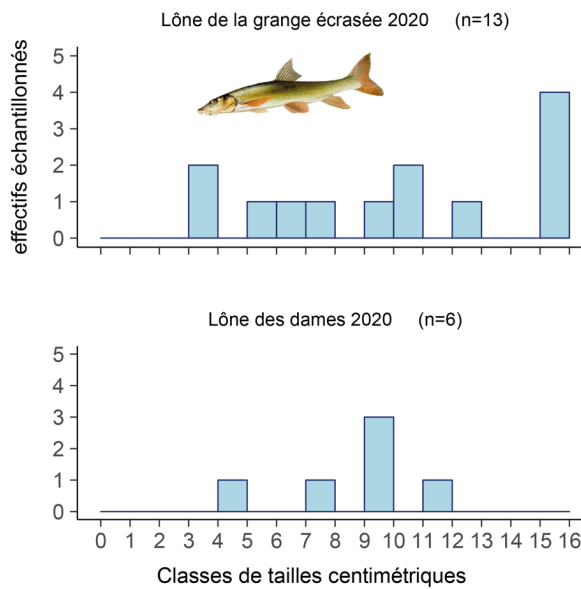 Lône de la grange écrasée 2020 (n=13)
effectifs échantillonnés
5
4
3
2
1
0
Lône des dames 2020 (n=6)
5
4
3
2
1
0
0 1 2 3 4 5 6 7 8 9 10 11 12 13 14 15 16
Classes de tailles centimétriques